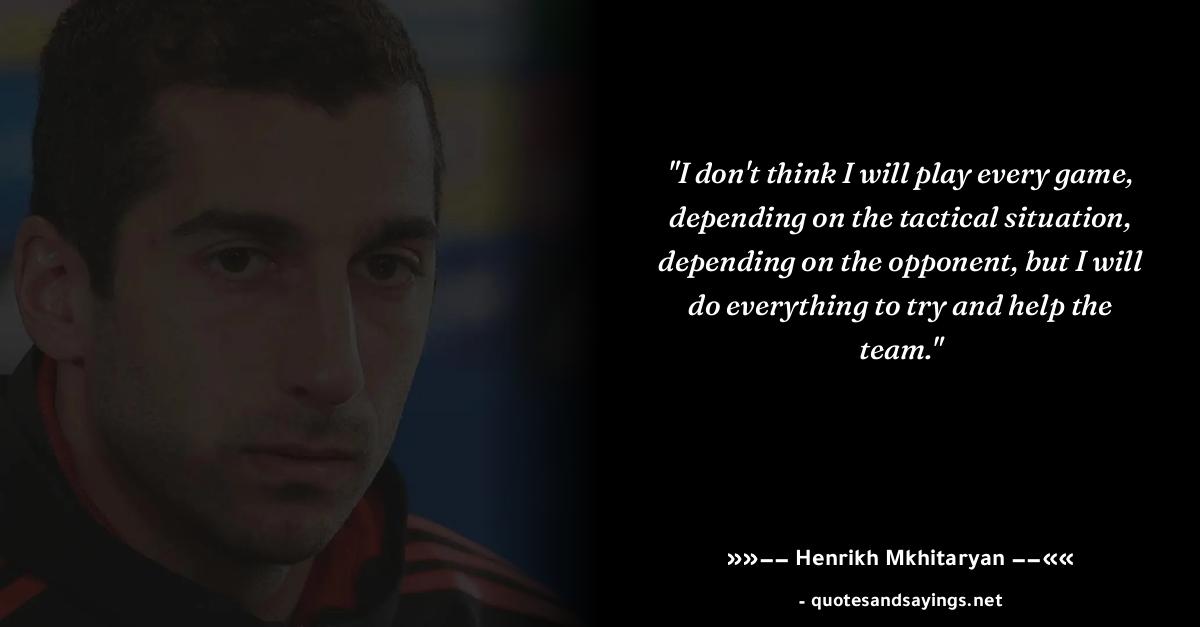 "I don't think I will play every game,
depending on the tactical situation,
depending on the opponent, but I will
do everything to try and help the
team."
»»−− Henrikh Mkhitaryan −−««
- quotesandsayings.net